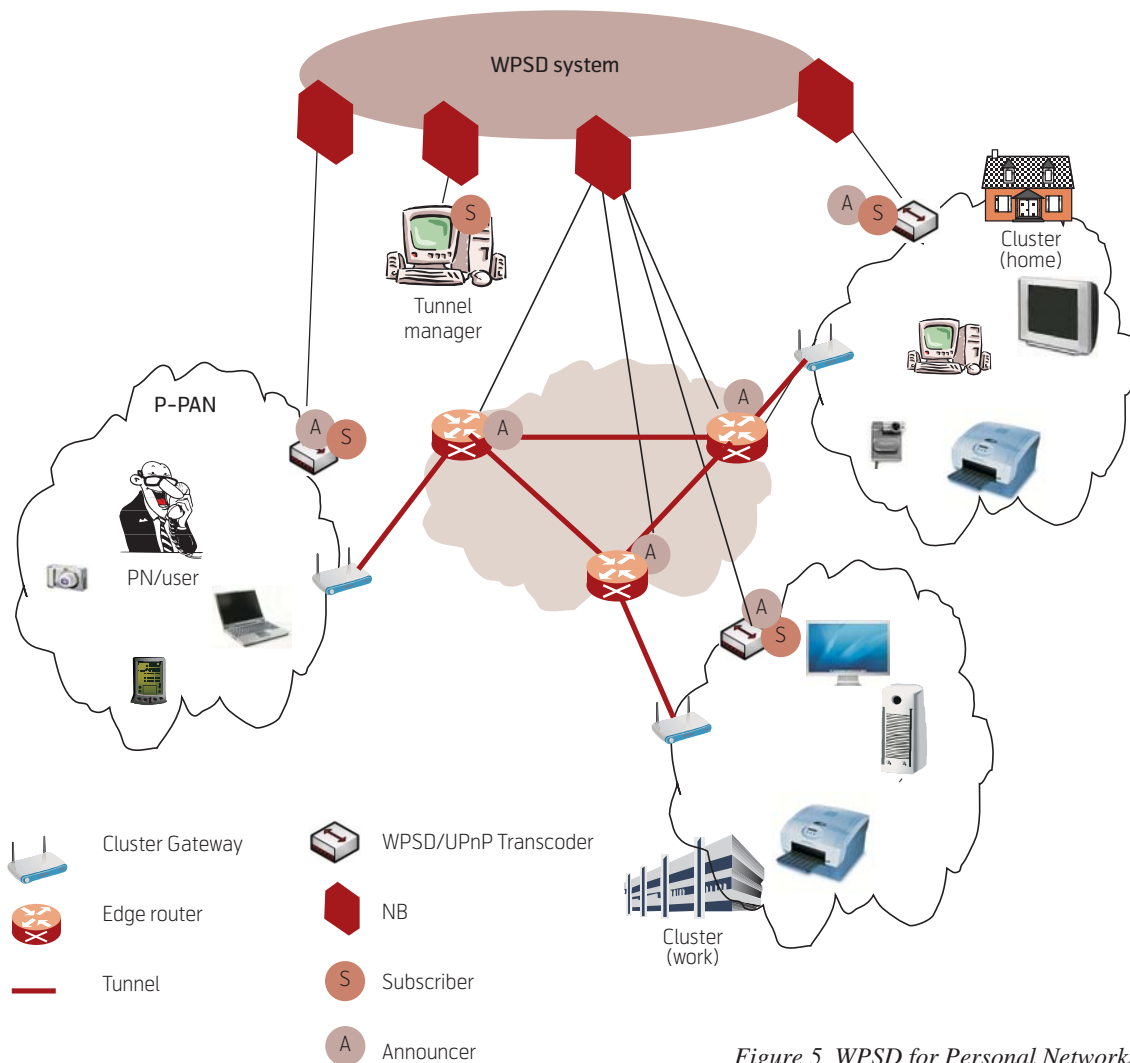 WPSD system
S
A
S
Cluster
(home)
Tunnel
manager
P-PAN
A
S
A
A
A
PN/user
A
S
Cluster Gateway
WPSD/UPnP Transcoder
Edge router
NB
Cluster
(work)
Tunnel
S
Subscriber
A
Announcer
Figure 5 WPSD for Personal Network